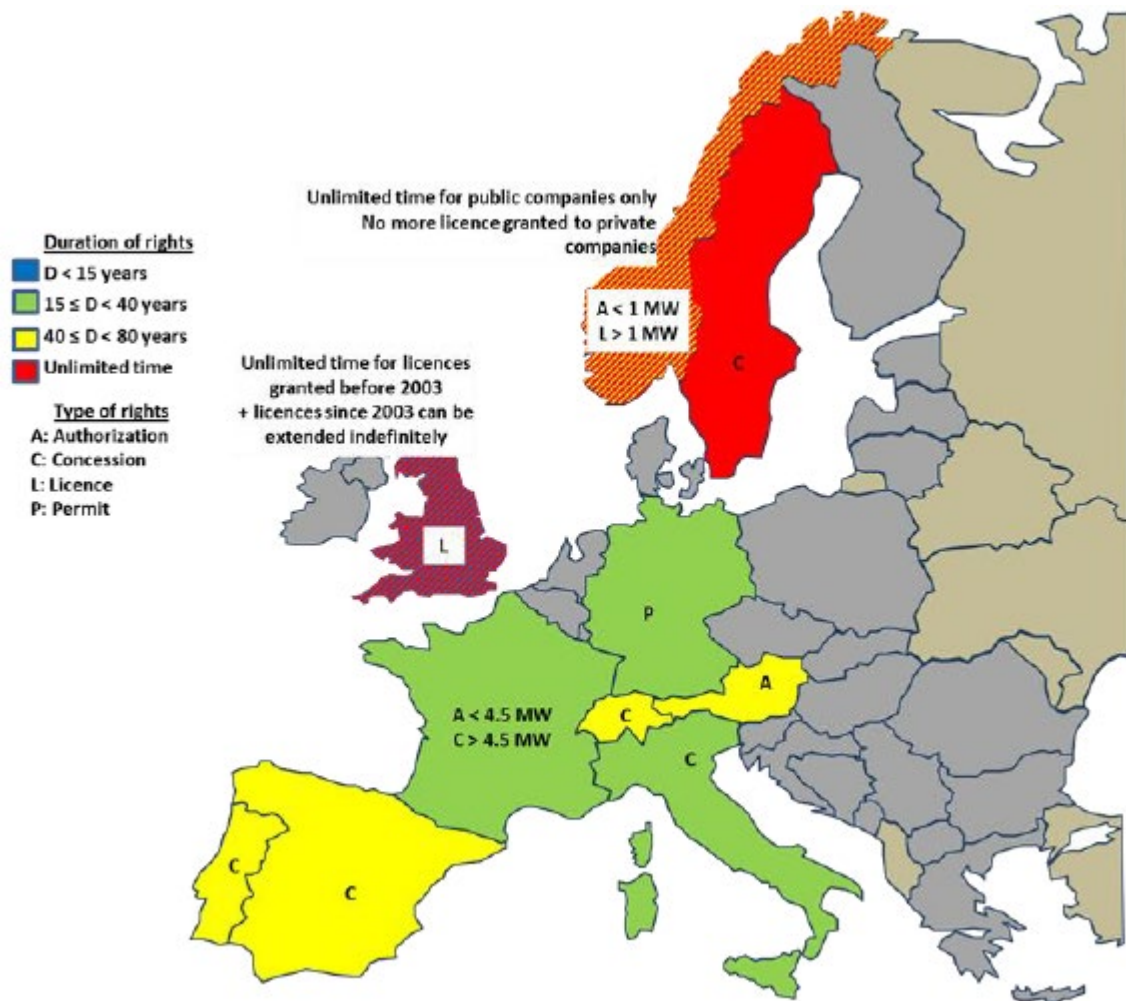 Unlimited time for public companies only
No more licence granted to private
companies
Duration of rights
D < 15 years
15 ≤ D < 40 years
40 ≤ D < 80 years
Unlimited time
A < 1 MW
L > 1 MW
C
Unlimited time for licences
granted before 2003
+ licences since 2003 can be
extended indefinitely
Type of rights
A: Authorization
C: Concession
L: Licence
P: Permit
L
P
A
A < 4.5 MW
C > 4.5 MW
C
C
C
C